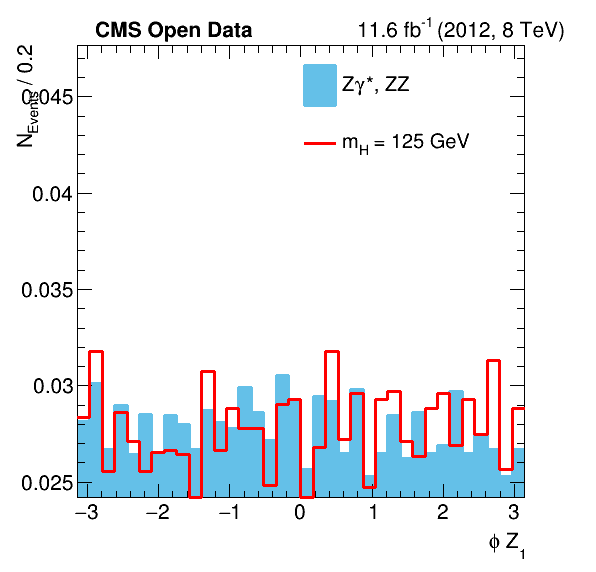 CMS Open Data 11.6 fb-1 (2012, 8 TeV)
NEvents / 0.2
Zγ*, ZZ
mH = 125 GeV
0.045
0.04
0.035
0.03
0.025
−3 −2 −1 0 1 2 3
ϕ Z1